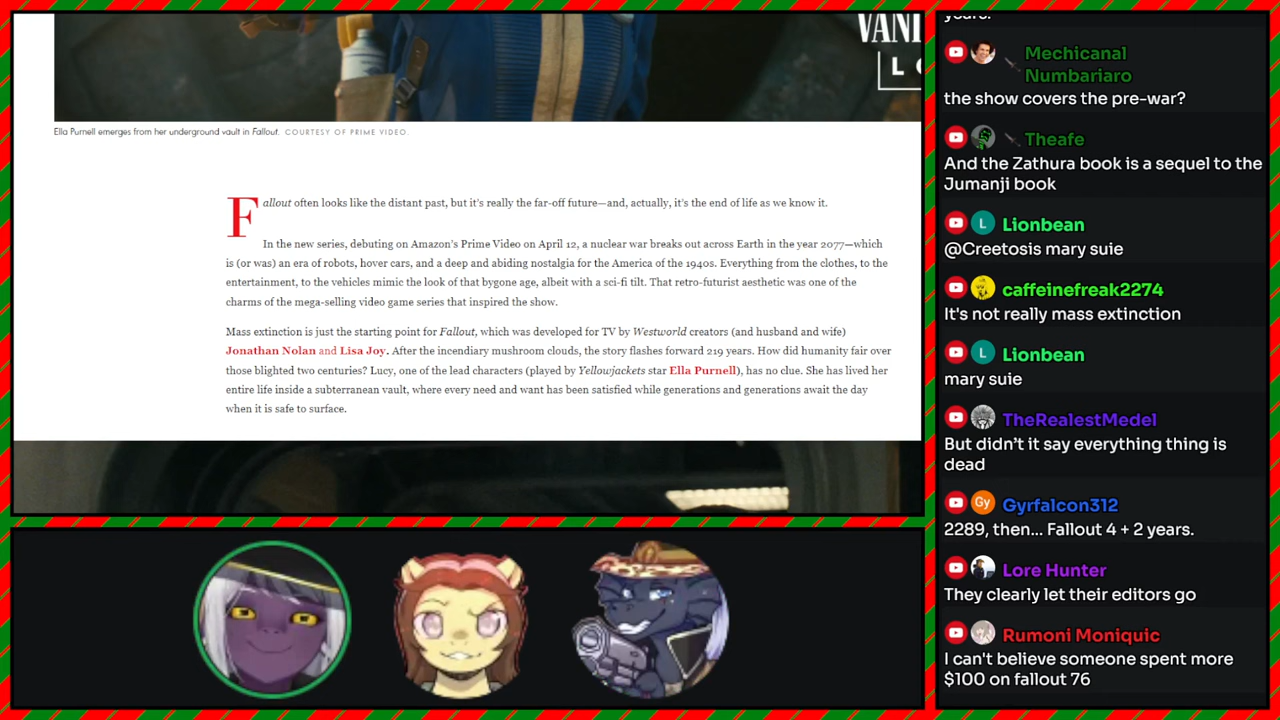 VANI
L O
Ella Purnell emerges from her underground vault in Fallout. COURTESY OF PRIME VIDEO.
Fallout often looks like the distant past, but it's really the far-off future—and, actually, it's the end of life as we know it.
In the new series, debuting on Amazon's Prime Video on April 12, a nuclear war breaks out across Earth in the year 2077—which
is (or was) an era of robots, hover cars, and a deep and abiding nostalgia for the America of the 1940s. Everything from the clothes, to the
entertainment, to the vehicles mimic the look of that bygone age, albeit with a sci-fi tilt. That retro-futurist aesthetic was one of the
charms of the mega-selling video game series that inspired the show.
Mass extinction is just the starting point for Fallout, which was developed for TV by Westworld creators (and husband and wife)
Jonathan Nolan and Lisa Joy. After the incendiary mushroom clouds, the story flashes forward 219 years. How did humanity fair over
those blighted two centuries? Lucy, one of the lead characters (played by Yellowjackets star Ella Purnell), has no clue. She has lived her
entire life inside a subterranean vault, where every need and want has been satisfied while generations and generations await the day
when it is safe to surface.
years.
Mechicanal
Numbariaro
the show covers the pre-war?
Theafe
And the Zathura book is a sequel to the
Jumanji book
L Lionbean
@Creetosis mary suie
caffeinefreak2274
It's not really mass extinction
L Lionbean
mary suie
TheRealestMedel
But didn't it say everything thing is
dead
Gy Gyrfalcon312
2289, then... Fallout 4 + 2 years.
Lore Hunter
They clearly let their editors go
Rumoni Moniquic
I can't believe someone spent more
$100 on fallout 76